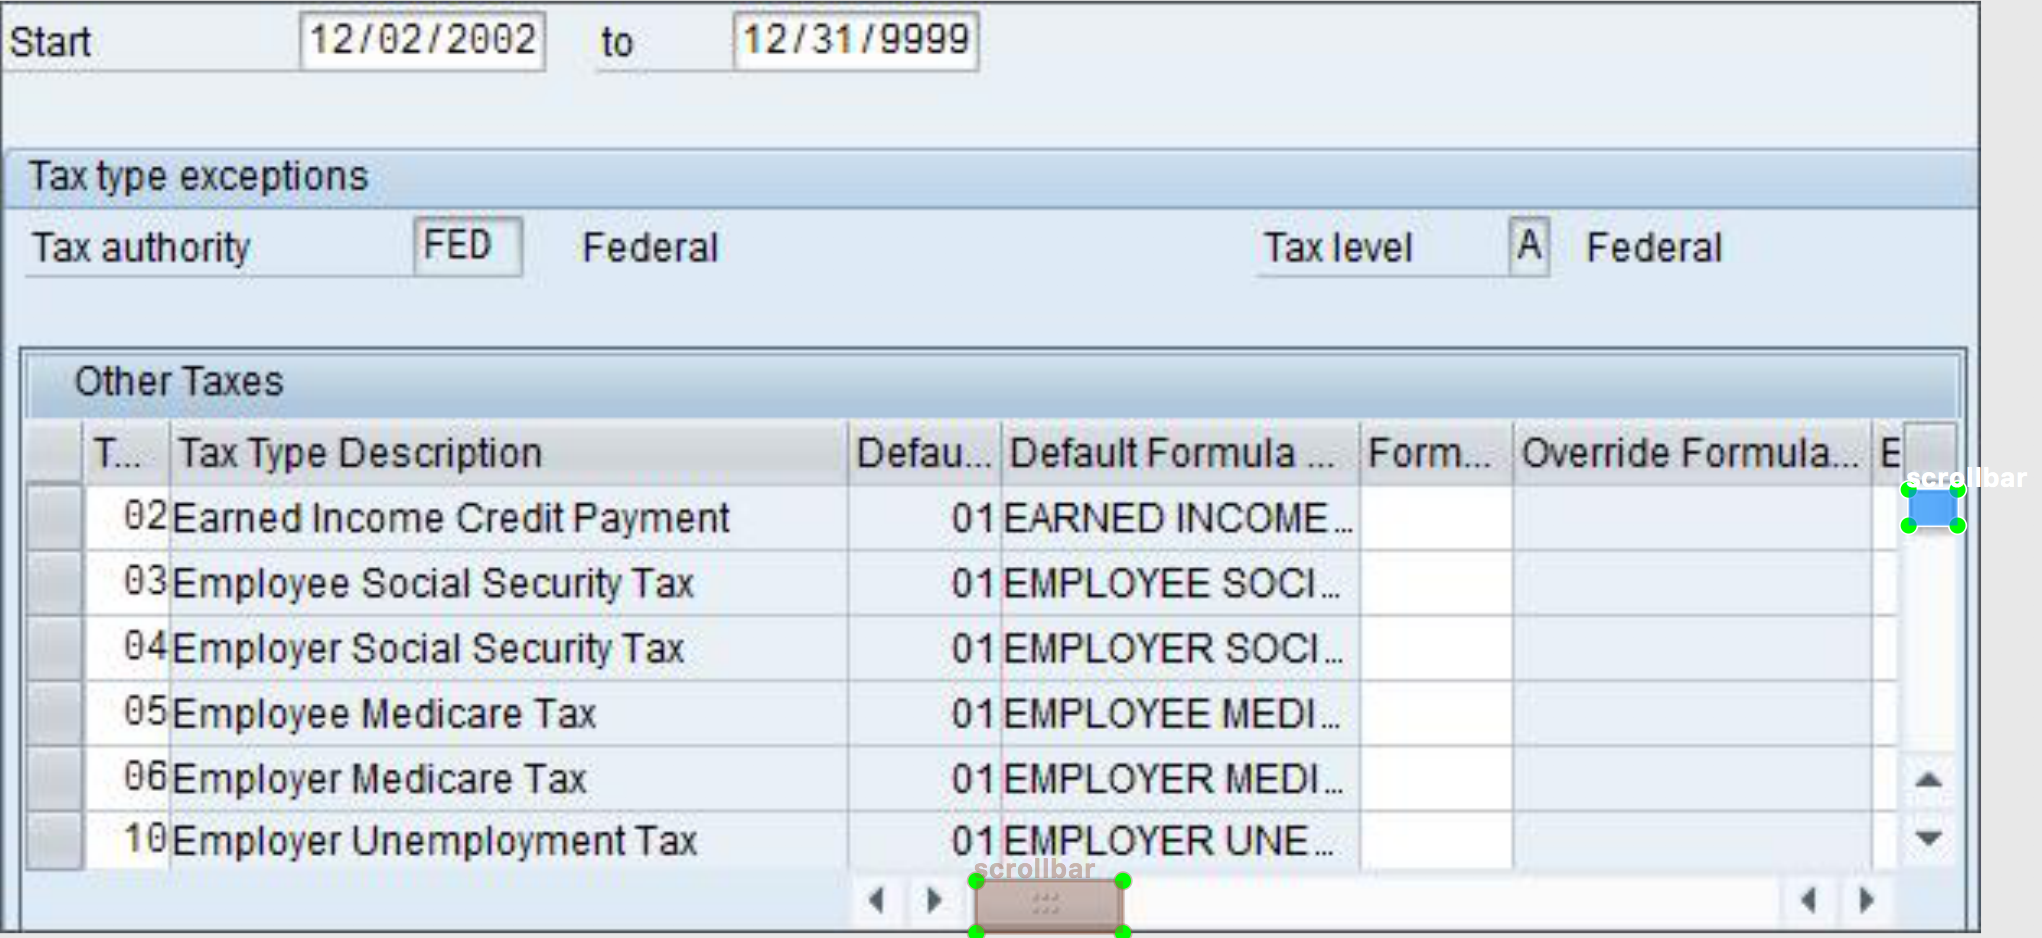 Start 12/02/2002 to 12/31/9999
Tax type exceptions
Tax authority FED Federal Tax level A Federal
Other Taxes
T... Tax Type Description Defau... Default Formula ... Form... Override Formula... E
scrollbar
02 Earned Income Credit Payment 01 EARNED INCOME...
03 Employee Social Security Tax 01 EMPLOYEE SOCI...
04 Employer Social Security Tax 01 EMPLOYER SOCI...
05 Employee Medicare Tax 01 EMPLOYEE MEDI...
06 Employer Medicare Tax 01 EMPLOYER MEDI...
10 Employer Unemployment Tax 01 EMPLOYER UNE...
scrollbar